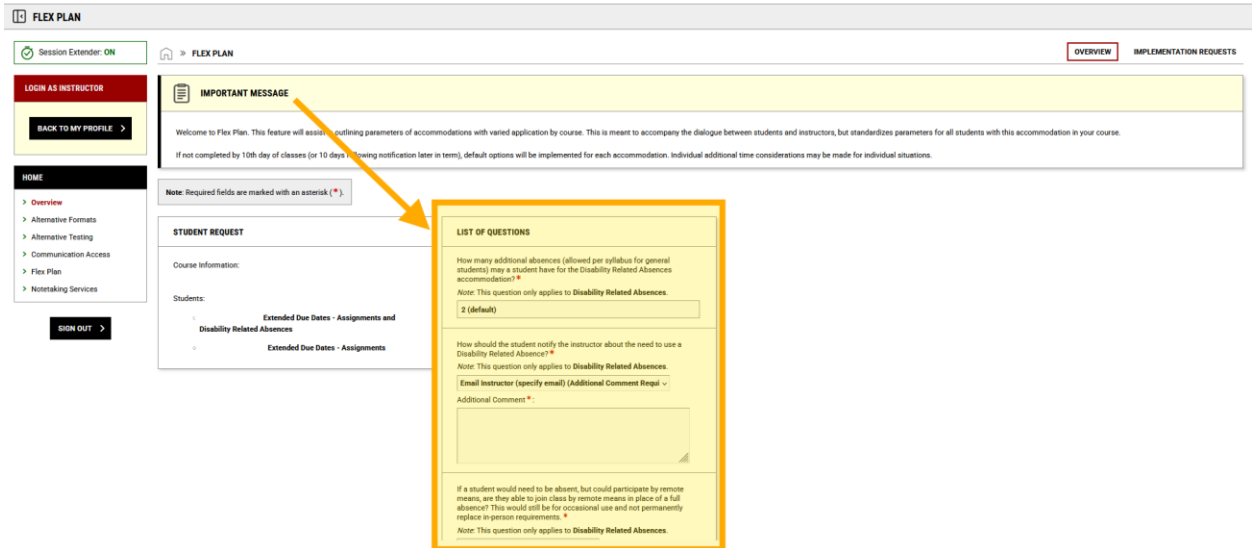 FLEX PLAN
Session Extender: ON
» FLEX PLAN
OVERVIEW
IMPLEMENTATION REQUESTS
LOGIN AS INSTRUCTOR
BACK TO MY PROFILE >
HOME
> Overview
> Alternative Formats
> Alternative Testing
> Communication Access
> Flex Plan
> Notetaking Services
SIGN OUT >
IMPORTANT MESSAGE
Welcome to Flex Plan. This feature will assist outlining parameters of accommodations with varied application by course. This is meant to accompany the dialogue between students and instructors, but standardizes parameters for all students with this accommodation in your course.
If not completed by 10th day of classes (or 10 days following notification later in term), default options will be implemented for each accommodation. Individual additional time considerations may be made for individual situations.
Note: Required fields are marked with an asterisk (*).
STUDENT REQUEST
Course Information:
Students:
Extended Due Dates - Assignments and
Disability Related Absences
Extended Due Dates - Assignments
LIST OF QUESTIONS
How many additional absences (allowed per syllabus for general
students) may a student have for the Disability Related Absences
accommodation? *
Note: This question only applies to Disability Related Absences.
2 (default)
How should the student notify the instructor about the need to use a
Disability Related Absence? *
Note: This question only applies to Disability Related Absences.
Email Instructor (specify email) (Additional Comment Requi
Additional Comment *:
If a student would need to be absent, but could participate by remote
means, are they able to join class by remote means in place of a full
absence? This would still be for occasional use and not permanently
replace in-person requirements. *
Note: This question only applies to Disability Related Absences.